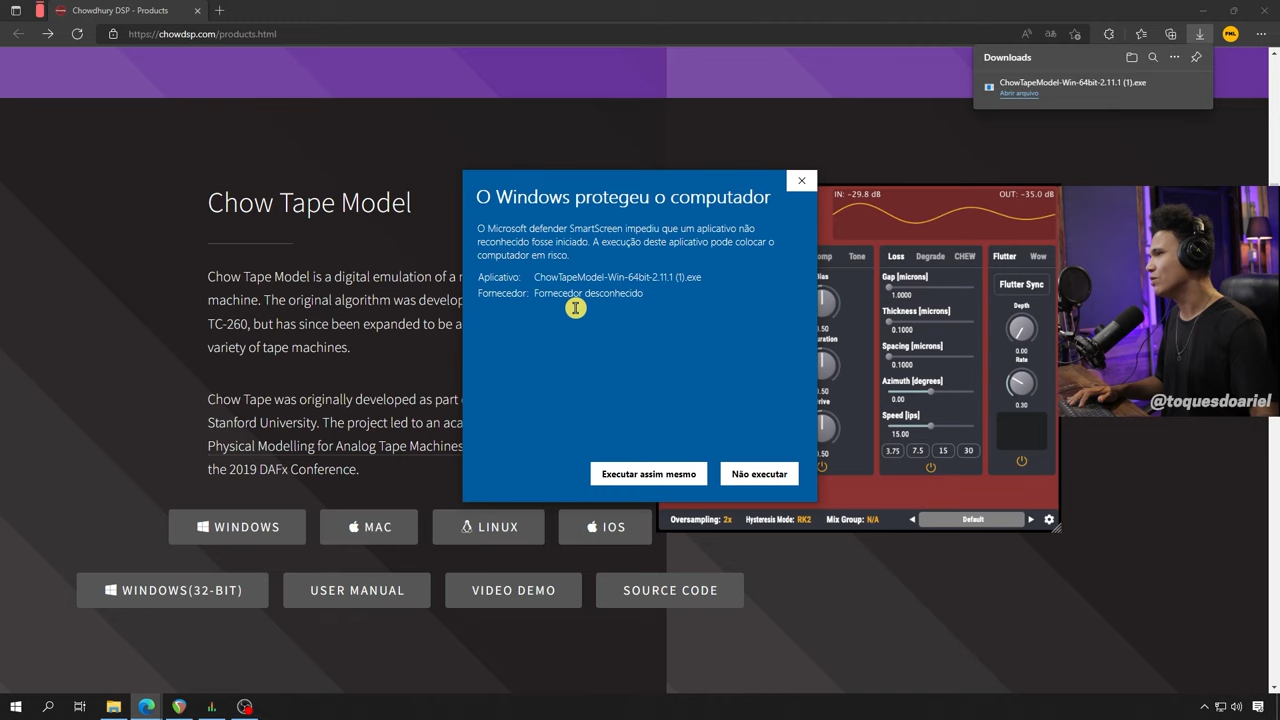 Chowdhury DSP - Products
https://chowdsp.com/products.html
FML
Downloads
ChowTapeModel-Win-64bit-2.11.1 (1).exe
Abrir arquivo
Chow Tape Model
Chow Tape Model is a digital emulation of a r
machine. The original algorithm was develop
TC-260, but has since been expanded to be a
variety of tape machines.
Chow Tape was originally developed as part
Stanford University. The project led to an aca
Physical Modelling for Analog Tape Machines
the 2019 DAFx Conference.
O Windows protegeu o computador
O Microsoft defender SmartScreen impediu que um aplicativo não
reconhecido fosse iniciado. A execução deste aplicativo pode colocar o
computador em risco.
Aplicativo: ChowTapeModel-Win-64bit-2.11.1 (1).exe
Fornecedor: Fornecedor desconhecido
Executar assim mesmo
Não executar
IN: -29.8 dB
OUT: -35.0 dB
Tone
Loss Degrade CHEW
Flutter Wow
Gap [microns]
1.0000
Thickness [microns]
0.1000
Spacing [microns]
0.1000
Azimuth [degrees]
0.00
Speed [ips]
15.00
3.75 7.5 15 30
Flutter Sync
Depth
0.00
Rate
0.30
Oversampling: 2x
Hysteresis Mode: RK2
Mix Group: N/A
Default
@toquesdoariel
WINDOWS
MAC
LINUX
IOS
WINDOWS(32-BIT)
USER MANUAL
VIDEO DEMO
SOURCE CODE